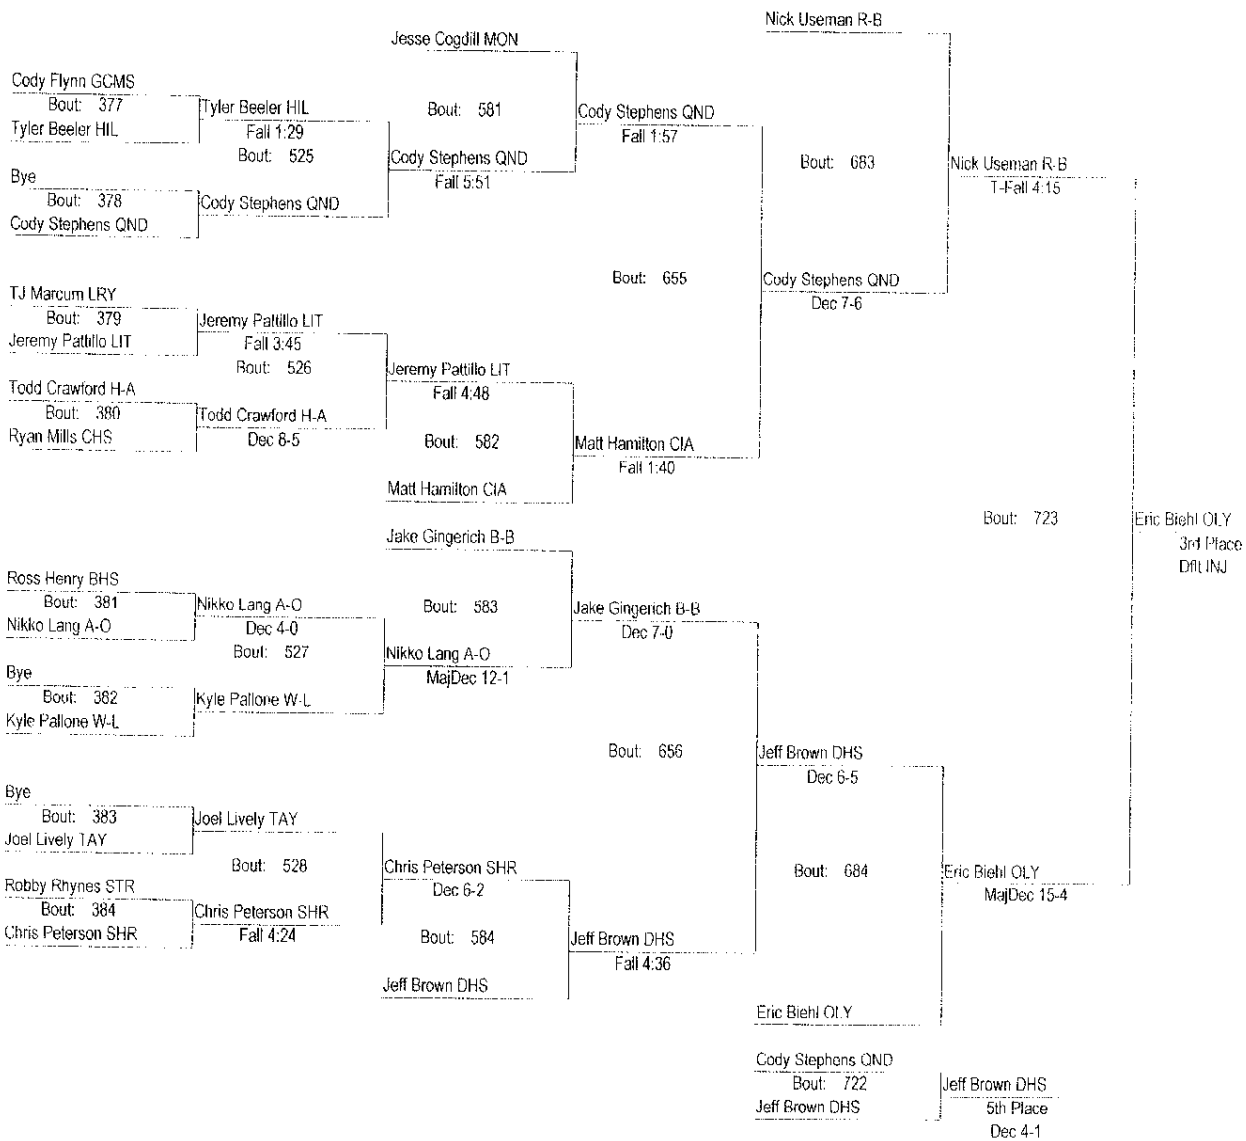 Nick Useman R-B
Jesse Cogdill MON
Cody Flynn GCMS
Bout: 377
Tyler Beeler HIL
Tyler Beeler HIL
Fall 1:29
Bout: 525
Bout: 581
Cody Stephens QND
Fall 1:57
Bye
Bout: 378
Cody Stephens QND
Cody Stephens QND
Cody Stephens QND
Fall 5:51
Bout: 683
Nick Useman R-B
T-Fall 4:15
Bout: 655
Cody Stephens QND
Dec 7-6
TJ Marcum LRY
Bout: 379
Jeremy Pattillo LIT
Jeremy Pattillo LIT
Fall 3:45
Bout: 526
Jeremy Pattillo LIT
Fall 4:48
Todd Crawford H-A
Bout: 380
Ryan Mills CHS
Todd Crawford H-A
Dec 8-5
Bout: 582
Matt Hamilton CIA
Fall 1:40
Matt Hamilton CIA
Bout: 723
Eric Biehl OLY
3rd Place
Dflt INJ
Jake Gingerich B-B
Ross Henry BHS
Bout: 381
Nikko Lang A-O
Nikko Lang A-O
Dec 4-0
Bout: 527
Bout: 583
Jake Gingerich B-B
Dec 7-0
Nikko Lang A-O
MajDec 12-1
Bye
Bout: 382
Kyle Pallone W-L
Kyle Pallone W-L
Bout: 656
Jeff Brown DHS
Dec 6-5
Bye
Bout: 383
Joel Lively TAY
Joel Lively TAY
Bout: 528
Chris Peterson SHR
Dec 6-2
Bout: 684
Eric Biehl OLY
MajDec 15-4
Robby Rhynes STR
Bout: 384
Chris Peterson SHR
Chris Peterson SHR
Fall 4:24
Bout: 584
Jeff Brown DHS
Fall 4:36
Jeff Brown DHS
Eric Biehl OLY
Cody Stephens QND
Bout: 722
Jeff Brown DHS
Jeff Brown DHS
5th Place
Dec 4-1